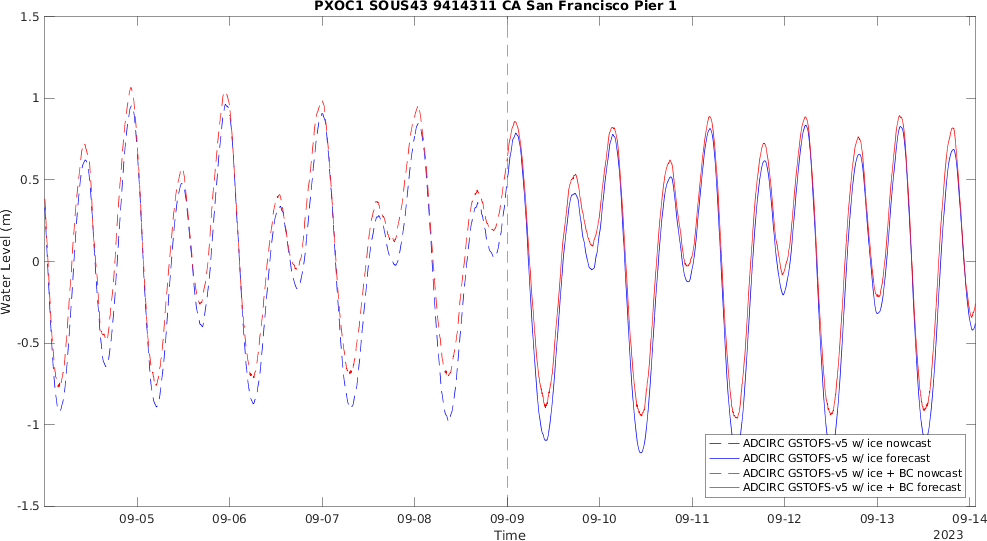 PXOC1 SOUS43 9414311 CA San Francisco Pier 1
1.5
1
0.5
0
-0.5
-1
-1.5
Water Level (m)
09-05
09-06
09-07
09-08
09-09
09-10
09-11
09-12
09-13
09-14
Time
2023
ADCIRC GSTOFS-v5 w/ ice nowcast
ADCIRC GSTOFS-v5 w/ ice forecast
ADCIRC GSTOFS-v5 w/ ice + BC nowcast
ADCIRC GSTOFS-v5 w/ ice + BC forecast